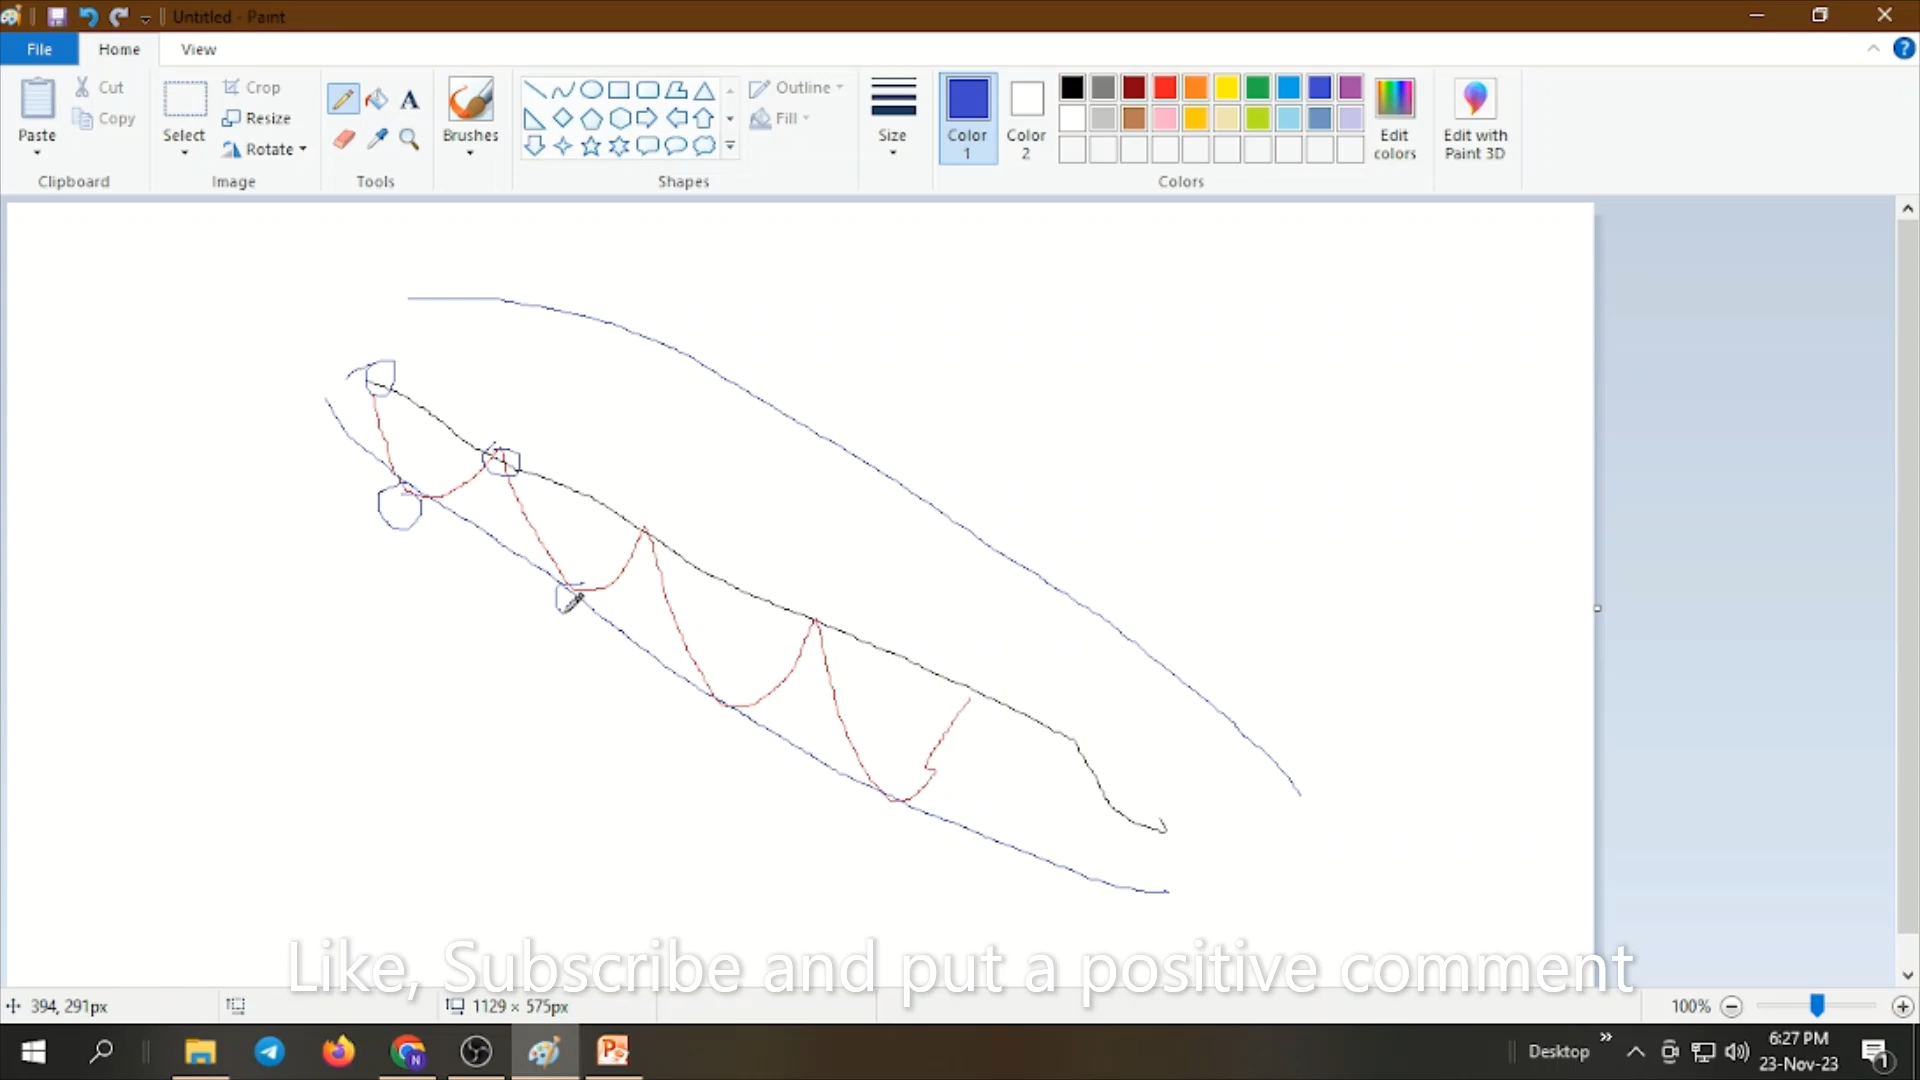 Untitled - Paint
File Home View
Paste Cut Copy Clipboard
Select Crop Resize Rotate Image
A Tools
Brushes
Shapes Outline Fill
Size
Color 1 Color 2 Edit colors Colors
Edit with Paint 3D
Like, Subscribe and put a positive comment
394, 291px 1129 × 575px 100%
Desktop 6:27 PM
23-Nov-23 1